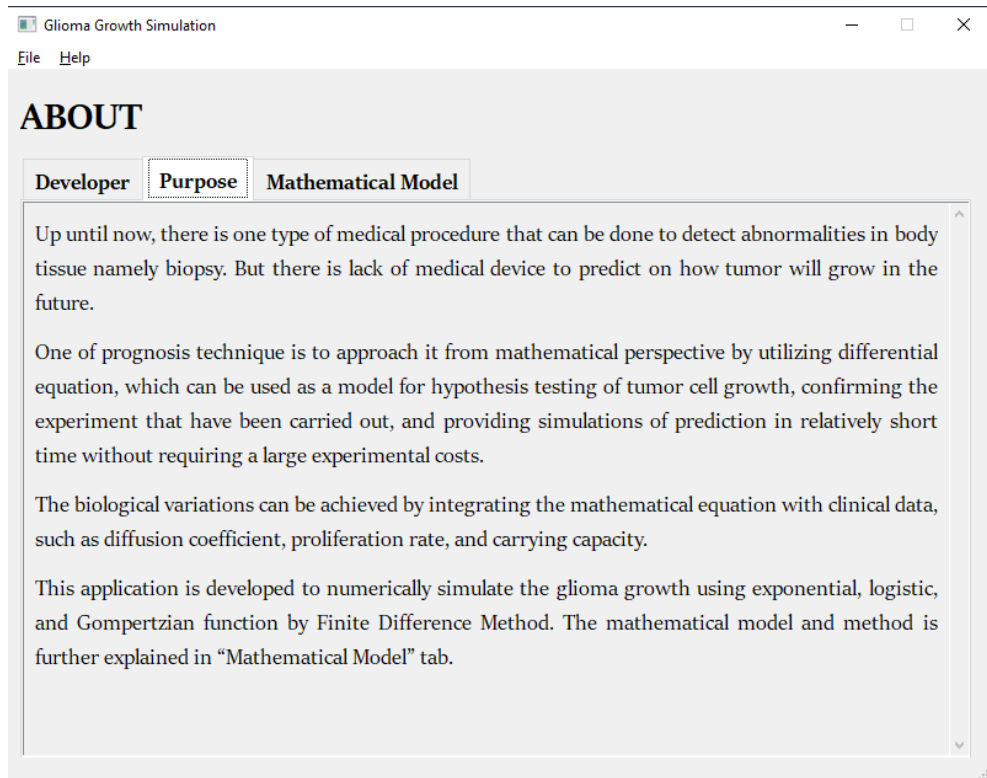 Glioma Growth Simulation
File Help
ABOUT
Developer Purpose Mathematical Model
Up until now, there is one type of medical procedure that can be done to detect abnormalities in body
tissue namely biopsy. But there is lack of medical device to predict on how tumor will grow in the
future.
One of prognosis technique is to approach it from mathematical perspective by utilizing differential
equation, which can be used as a model for hypothesis testing of tumor cell growth, confirming the
experiment that have been carried out, and providing simulations of prediction in relatively short
time without requiring a large experimental costs.
The biological variations can be achieved by integrating the mathematical equation with clinical data,
such as diffusion coefficient, proliferation rate, and carrying capacity.
This application is developed to numerically simulate the glioma growth using exponential, logistic,
and Gompertzian function by Finite Difference Method. The mathematical model and method is
further explained in “Mathematical Model” tab.